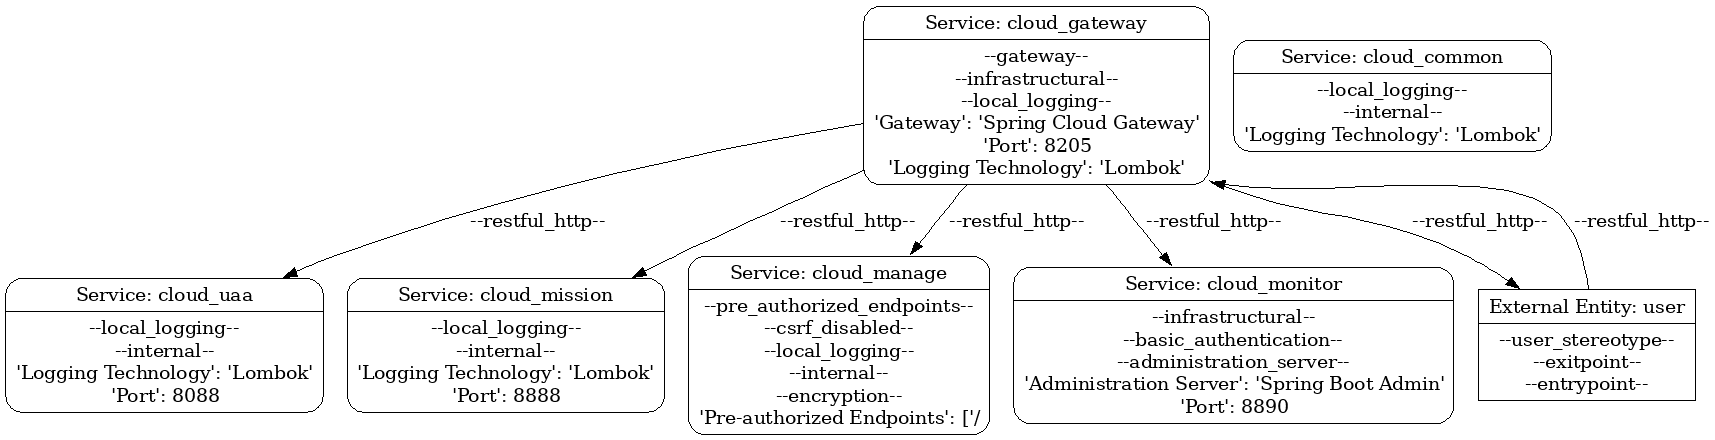 Service: cloud_gateway
--gateway--
--infrastructural--
--local_logging--
'Gateway': 'Spring Cloud Gateway'
'Port': 8205
'Logging Technology': 'Lombok'
Service: cloud_common
--local_logging--
--internal--
'Logging Technology': 'Lombok'
--restful_http--
--restful_http--
--restful_http--
--restful_http--
--restful_http--
--restful_http--
Service: cloud_uaa
--local_logging--
--internal--
'Logging Technology': 'Lombok'
'Port': 8088
Service: cloud_mission
--local_logging--
--internal--
'Logging Technology': 'Lombok'
'Port': 8888
Service: cloud_manage
--pre_authorized_endpoints--
--csrf_disabled--
--local_logging--
--internal--
--encryption--
'Pre-authorized Endpoints': ['/
Service: cloud_monitor
--infrastructural--
--basic_authentication--
--administration_server--
'Administration Server': 'Spring Boot Admin'
'Port': 8890
External Entity: user
--user_stereotype--
--exitpoint--
--entrypoint--